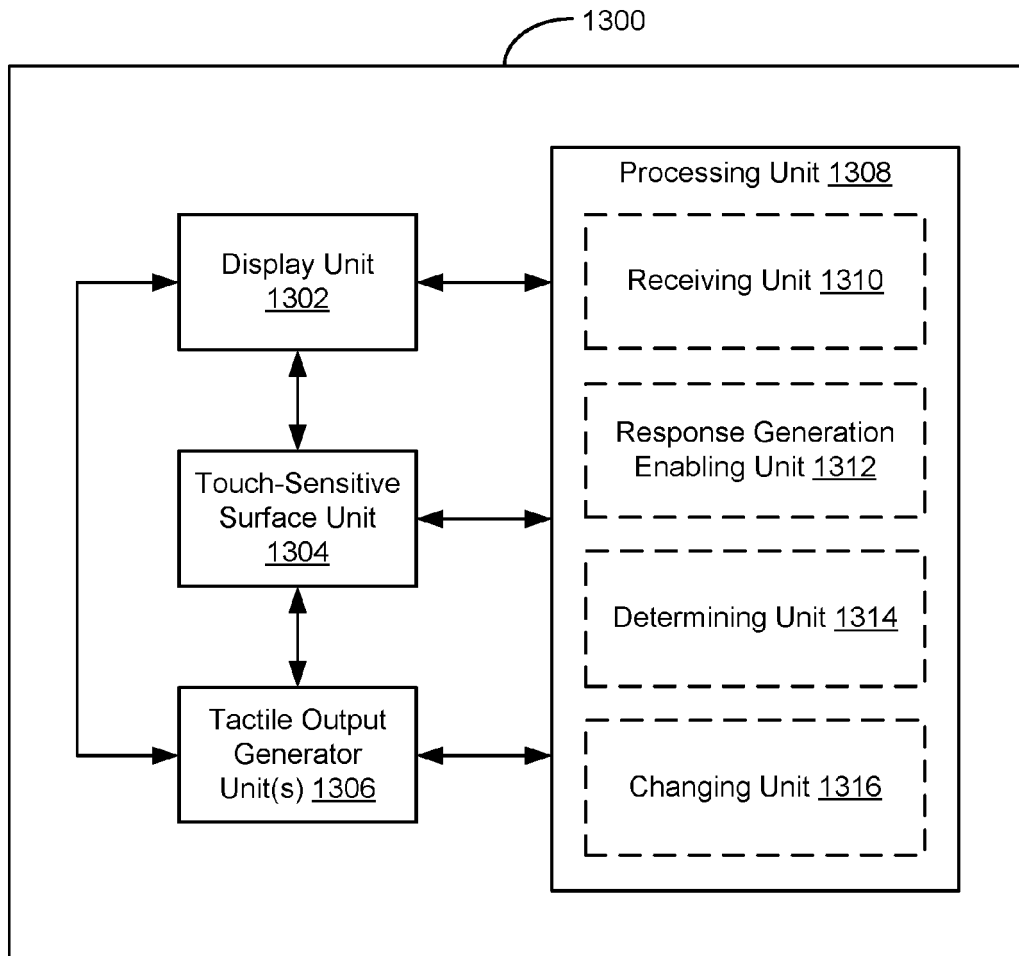 1300
Processing Unit 1308
Display Unit
1302
Receiving Unit 1310
Response Generation
Enabling Unit 1312
Touch-Sensitive
Surface Unit
1304
Determining Unit 1314
Tactile Output
Generator
Unit(s) 1306
Changing Unit 1316